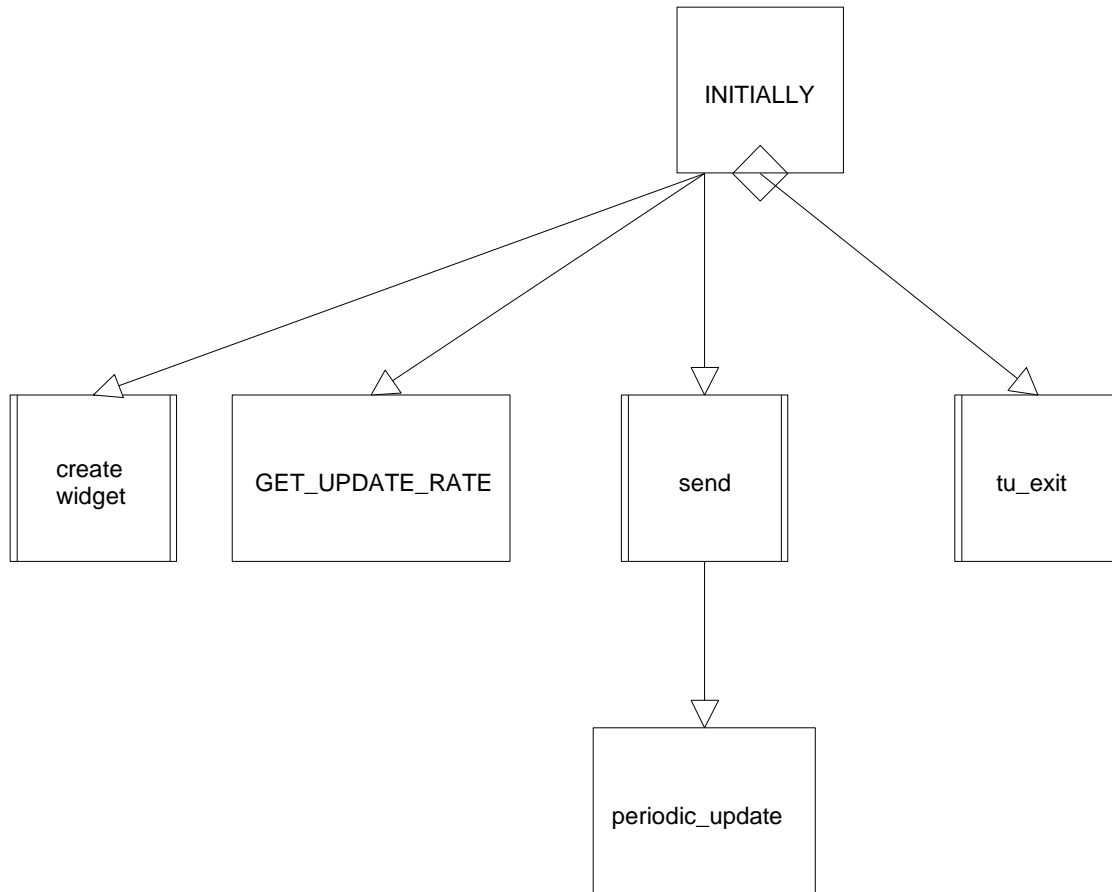 INITIALLY
create
widget
GET_UPDATE_RATE
send
tu_exit
periodic_update